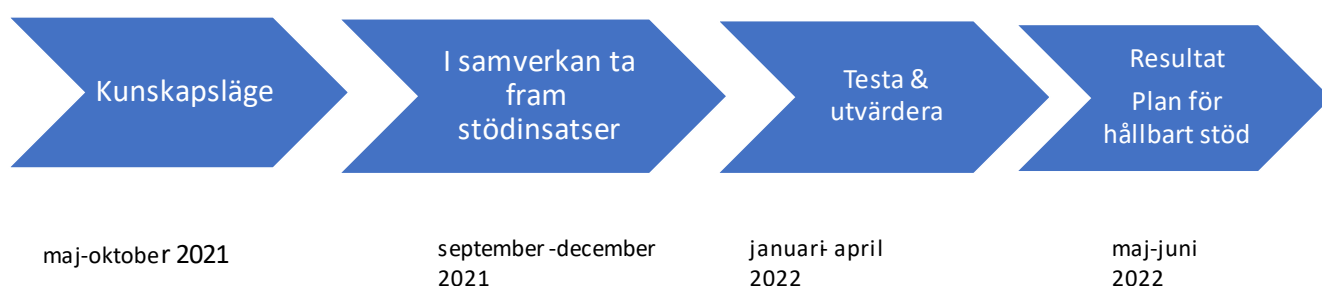 Kunskapsläge
I samverkan ta
fram
stödinsatser
Testa &
utvärdera
Resultat
Plan för
hållbart stöd
maj-oktober 2021
september -december
2021
januari- april
2022
maj-juni
2022